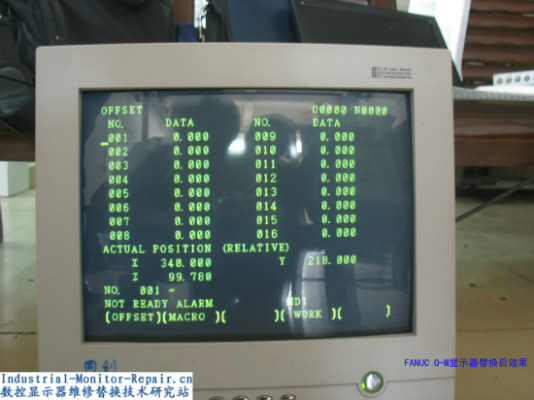 OFFSET O0000 N0000
NO. DATA NO. DATA
001 0.000 009 0.000
002 0.000 010 0.000
003 0.000 011 0.000
004 0.000 012 0.000
005 0.000 013 0.000
006 0.000 014 0.000
007 0.000 015 0.000
008 0.000 016 0.000
ACTUAL POSITION (RELATIVE)
X 340.000 Y 218.000
Z 99.780
NO. 001 =
NOT READY ALARM MDI
[OFFSET][MACRO ][ ][ WORK ][ ]
FANUC O-M显示器替换后效果
Industrial-Monitor-Repair.cn
数控显示器维修替换技术研究站